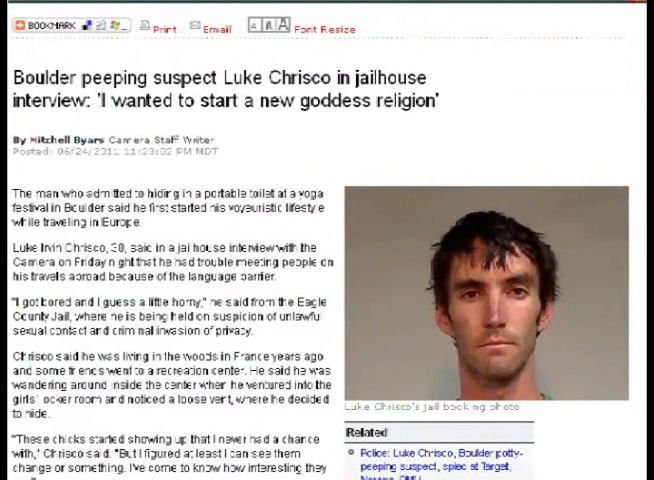 BOOKMARK Print Email A A A Font Resize
Boulder peeping suspect Luke Chrisco in jailhouse
interview: 'I wanted to start a new goddess religion'
By Mitchell Byars Camera Staff Writer
Posted: 06/24/2011 11:23:02 PM MDT
The man who admitted to hiding in a portable toilet at a yoga
festival in Boulder said he first started his voyeuristic lifestyle
while traveling in Europe.
Luke Irvin Chrisco, 30, said in a jailhouse interview with the
Camera on Friday night that he had trouble meeting people on
his travels abroad because of the language barrier.
"I got bored and I guess a little horny," he said from the Eagle
County Jail, where he is being held on suspicion of unlawful
sexual contact and criminal invasion of privacy.
Chrisco said he was living in the woods in France years ago
and some friends went to a recreation center. He said he was
wandering around inside the center when he ventured into the
girls' locker room and noticed a loose vent, where he decided
to hide.
"These chicks started showing up that I never had a chance
with," Chrisco said. "But I figured at least I can see them
change or something. I've come to know how interesting they
Luke Chrisco's jail booking photo
Related
Police: Luke Chrisco, Boulder potty-
peeping suspect, spied at Target,